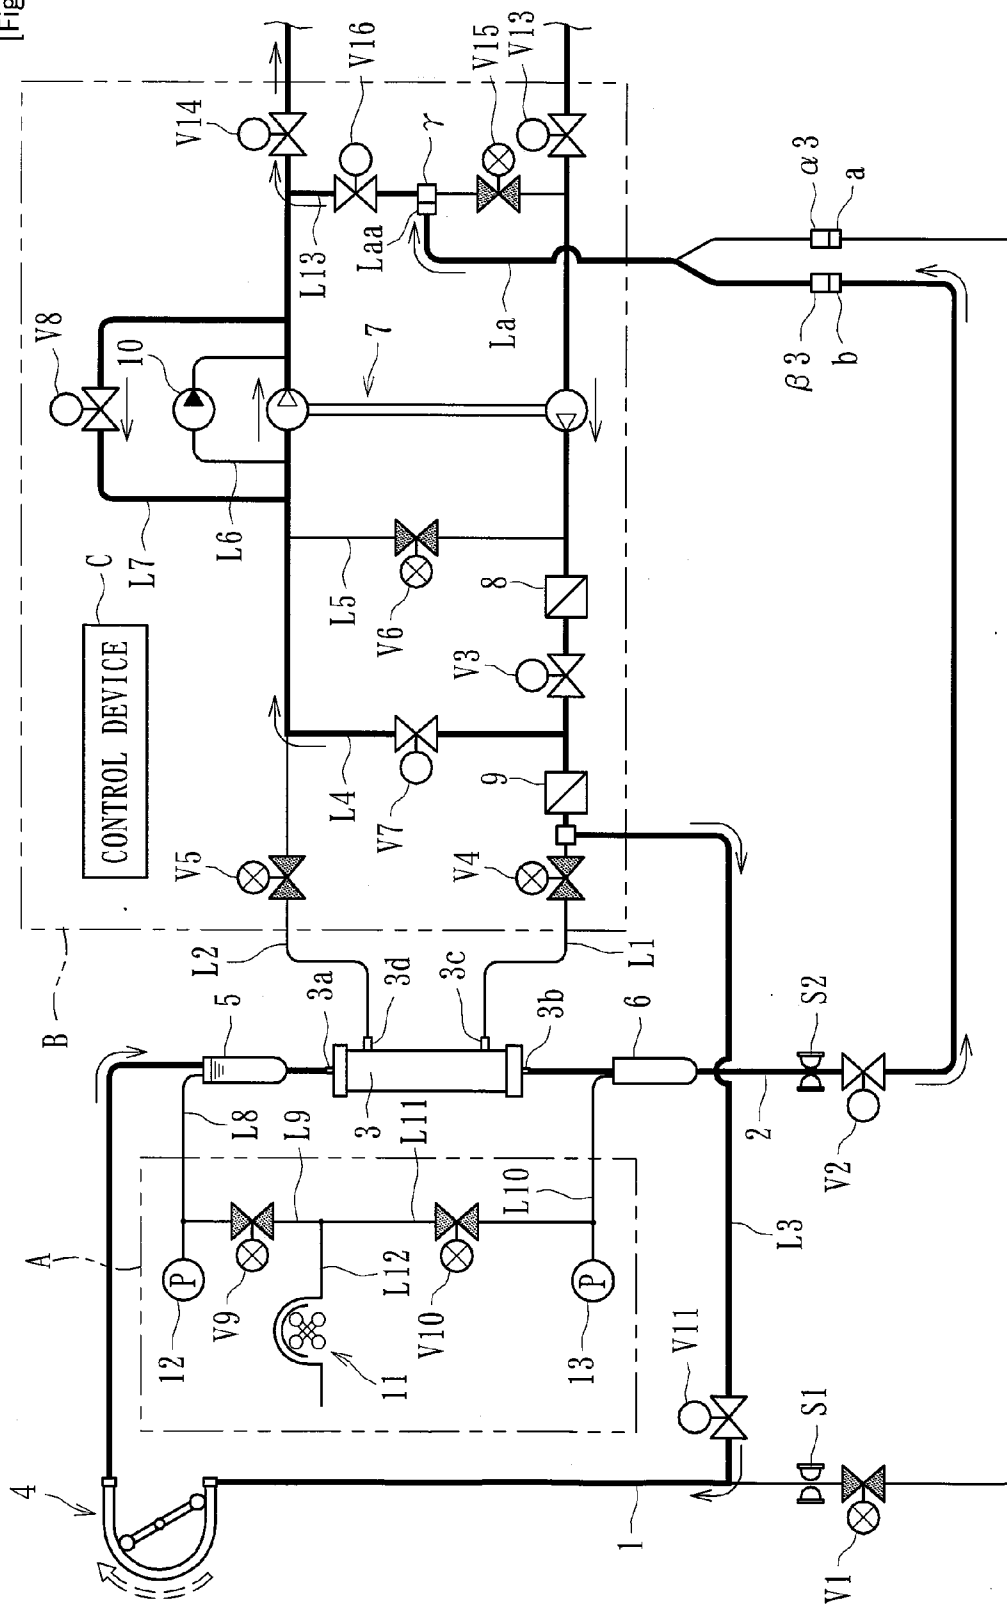 [Fig
V14
V16
V15
V13
γ
Laa
L13
La
α3
a
β3
b
V8
10
7
L6
L7
L5
V6
8
V3
C
CONTROL DEVICE
L4
V7
9
V5
V4
L2
L1
B
3a
3d
3c
3b
5
6
3
S2
2
V2
L8
L9
L11
L10
L12
L3
A
P
12
V9
11
V10
P
13
V11
S1
4
1
V1